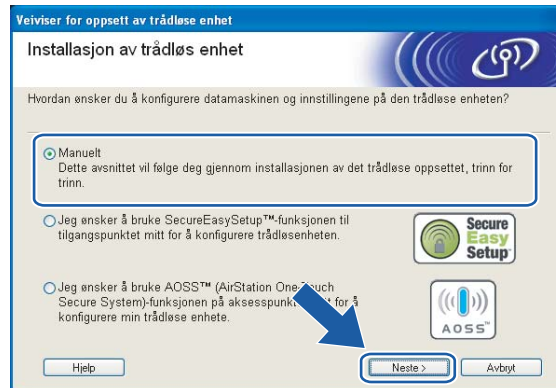 Veiviser for oppsett av trådløse enhet
Installasjon av trådløs enhet
Hvordan ønsker du å konfigurere datamaskinen og innstillingene på den trådløse enheten?
Manuelt
Dette avsnittet vil følge deg gjennom installasjonen av det trådløse oppsettet, trinn for
trinn.
Jeg ønsker å bruke SecureEasySetup™-funksjonen til
tilgangspunktet mitt for å konfigurere trådløsenheten.
Secure
Easy
Setup
Jeg ønsker å bruke AOSS™ (AirStation One-Touch
Secure System)-funksjonen på aksesspunkt for å
konfigurere min trådløse enhete.
AOSS™
Hjelp
Neste >
Avbryt